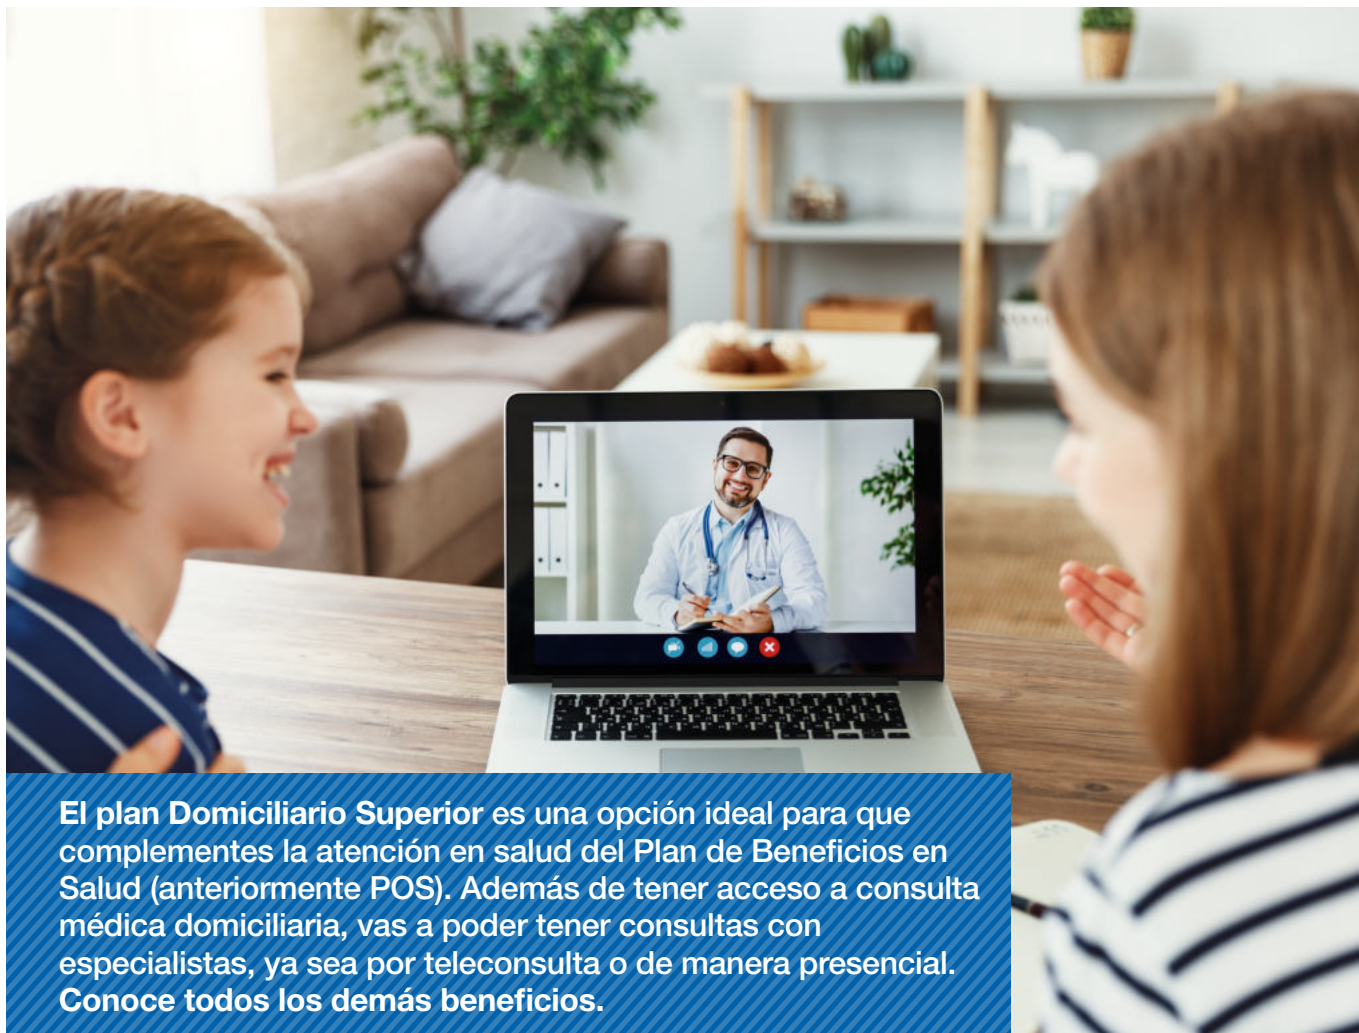 El plan Domiciliario Superior es una opción ideal para que
complementes la atención en salud del Plan de Beneficios en
Salud (anteriormente POS). Además de tener acceso a consulta
médica domiciliaria, vas a poder tener consultas con
especialistas, ya sea por teleconsulta o de manera presencial.
Conoce todos los demás beneficios.